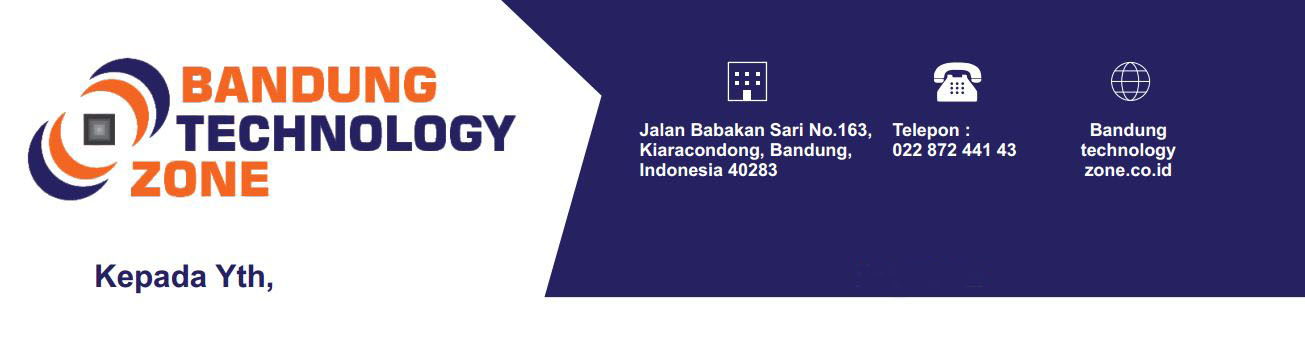 BANDUNG
TECHNOLOGY
ZONE
Jalan Babakan Sari No.163,
Kiaracondong, Bandung,
Indonesia 40283
Telepon :
022 872 441 43
Bandung
technology
zone.co.id
Kepada Yth,